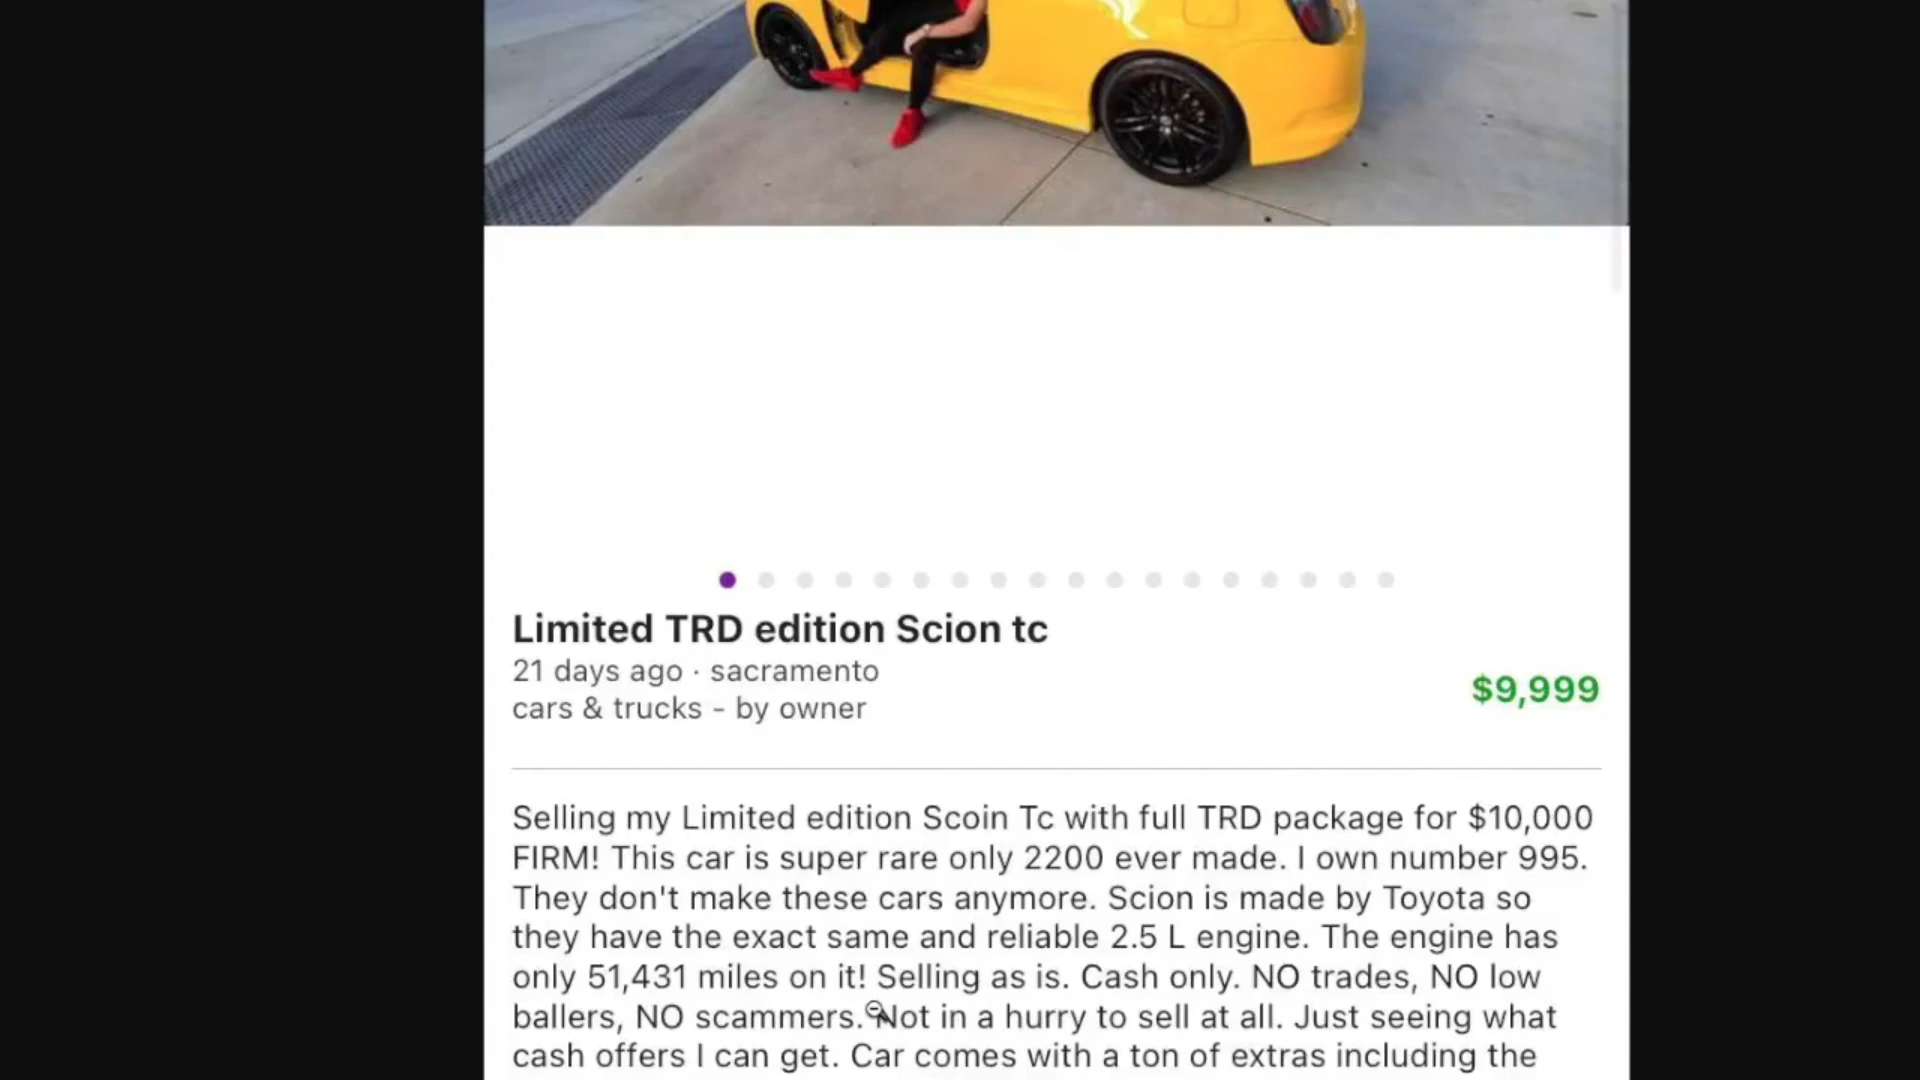 Limited TRD edition Scion tc
21 days ago · sacramento
cars & trucks - by owner
$9,999
Selling my Limited edition Scoin Tc with full TRD package for $10,000
FIRM! This car is super rare only 2200 ever made. I own number 995.
They don't make these cars anymore. Scion is made by Toyota so
they have the exact same and reliable 2.5 L engine. The engine has
only 51,431 miles on it! Selling as is. Cash only. NO trades, NO low
ballers, NO scammers. Not in a hurry to sell at all. Just seeing what
cash offers I can get. Car comes with a ton of extras including the